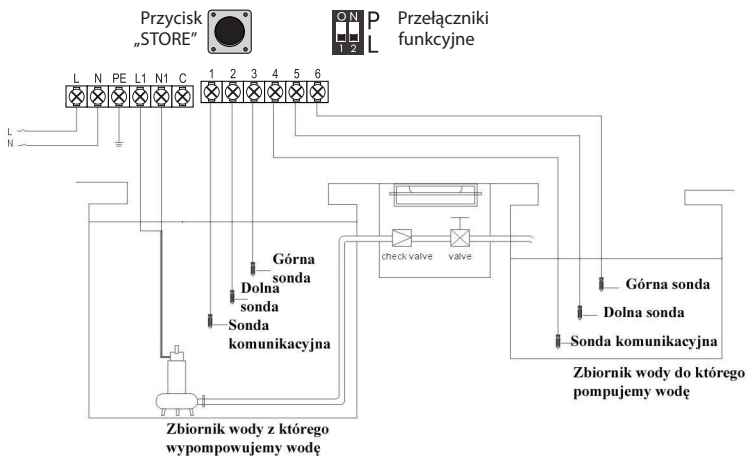 Przycisk
„STORE”
ON
1 2
P
L
Przełączniki
funkcyjne
L N PE L1 N1 C
1 2 3 4 5 6
L
N
check valve
valve
Górna
sonda
Dolna
sonda
Sonda
komunikacyjna
Górna sonda
Dolna sonda
Sonda komunikacyjna
Zbiornik wody do którego
pompujemy wodę
Zbiornik wody z którego
wypompowujemy wodę